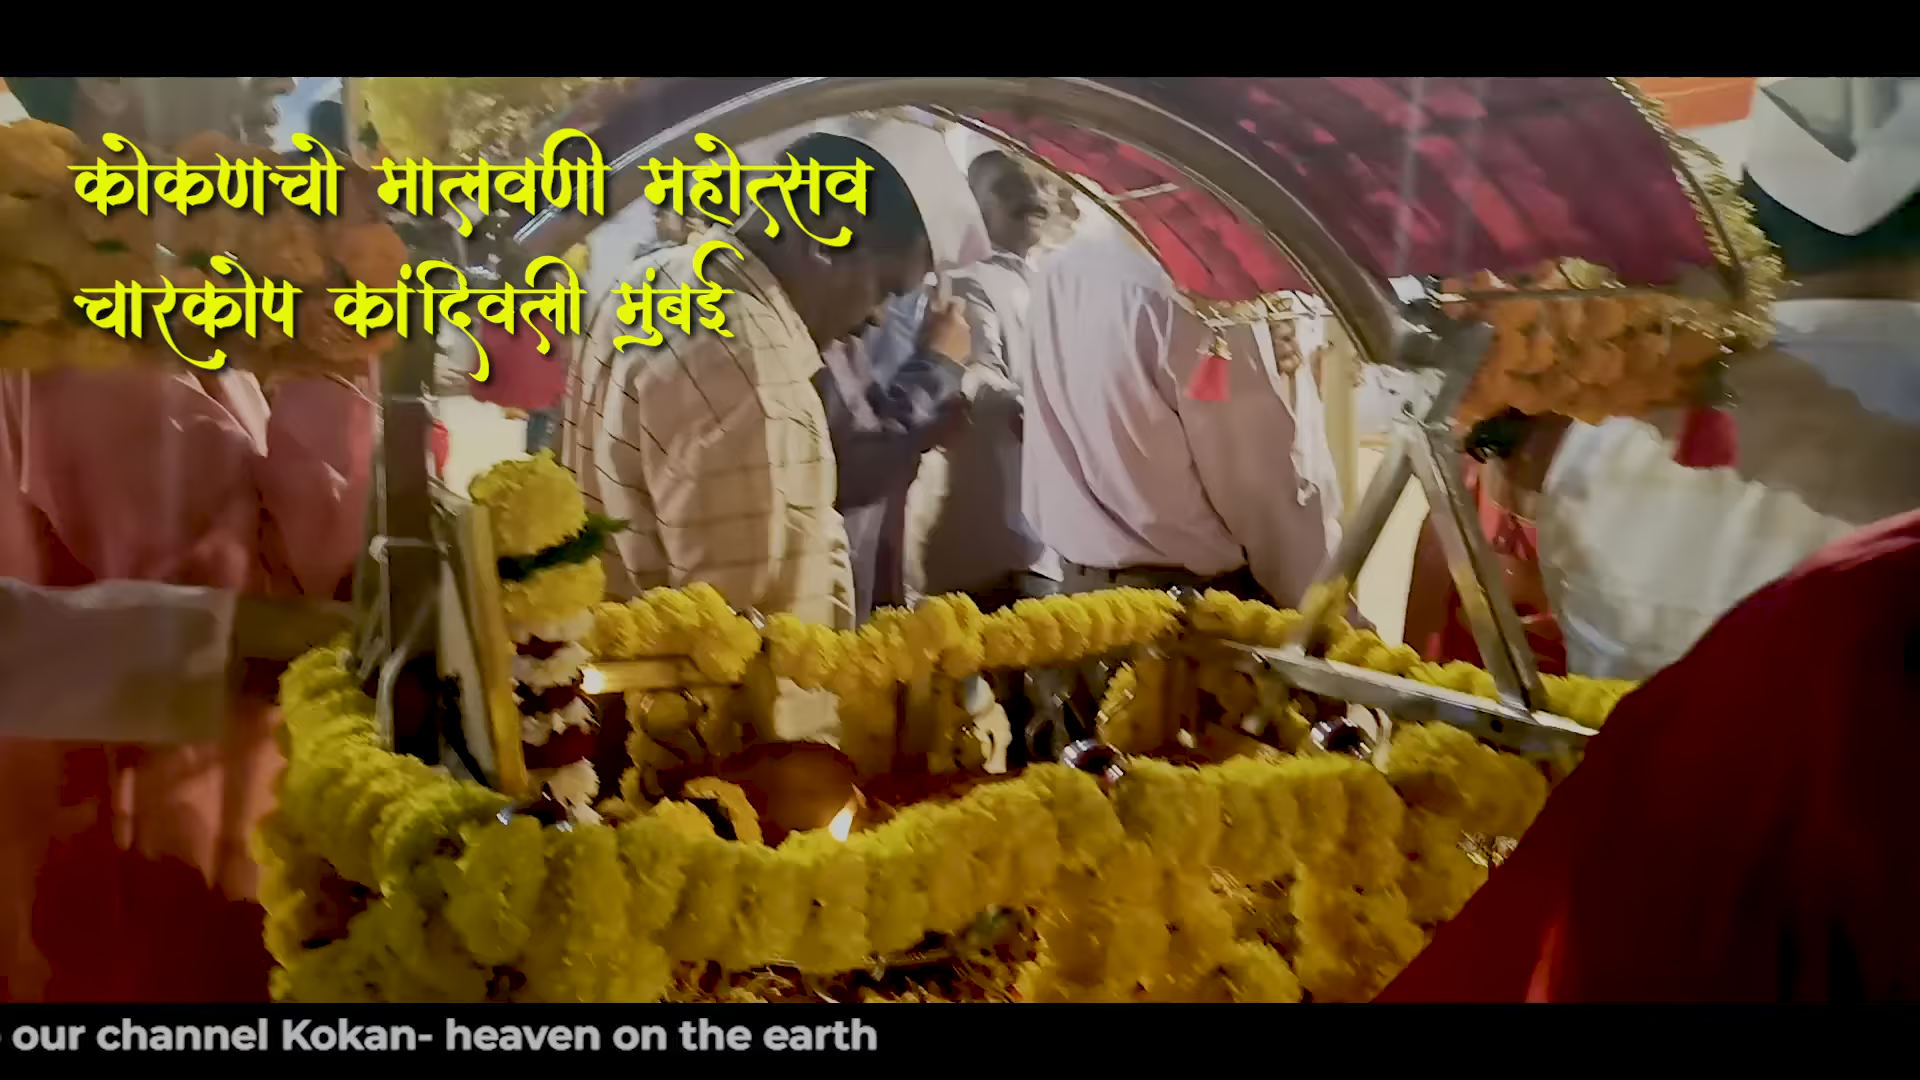 कोकणचो मालवणी महोत्सव
चारकोप कांदिवली मुंबई
our channel Kokan- heaven on the earth